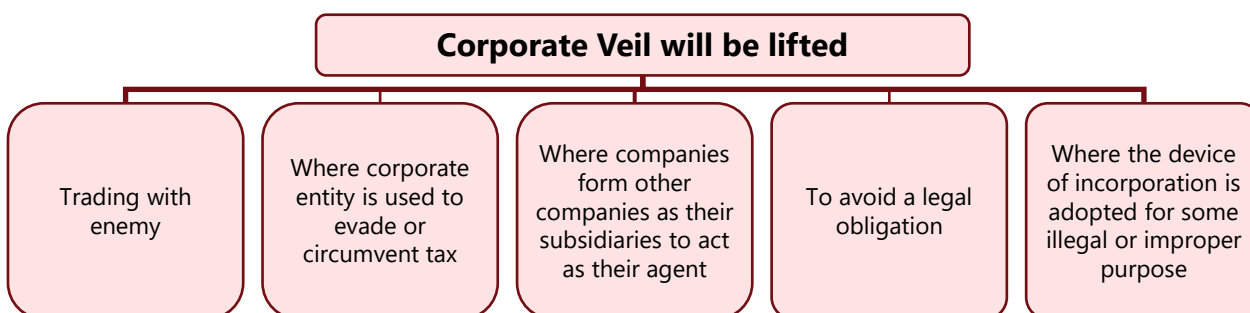 Corporate Veil will be lifted
Trading with
enemy
Where corporate
entity is used to
evade or
circumvent tax
Where companies
form other
companies as their
subsidiaries to act
as their agent
To avoid a legal
obligation
Where the device
of incorporation is
adopted for some
illegal or improper
purpose